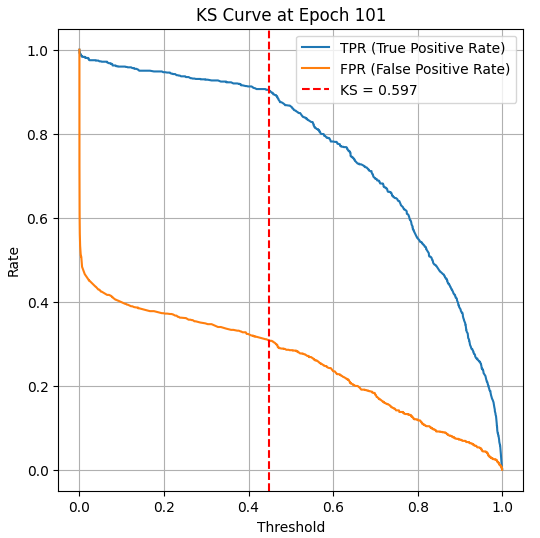 KS Curve at Epoch 101
TPR (True Positive Rate)
FPR (False Positive Rate)
KS = 0.597
Rate
1.0
0.8
0.6
0.4
0.2
0.0
0.0 0.2 0.4 0.6 0.8 1.0
Threshold